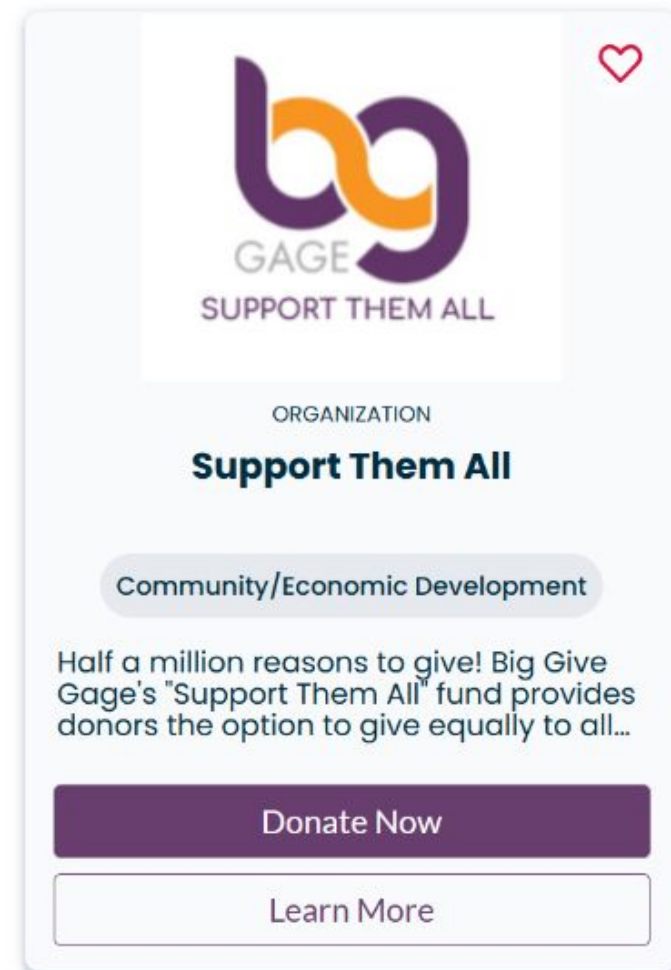 bg
GAGE
SUPPORT THEM ALL
ORGANIZATION
Support Them All
Community/Economic Development
Half a million reasons to give! Big Give
Gage's "Support Them All" fund provides
donors the option to give equally to all...
Donate Now
Learn More